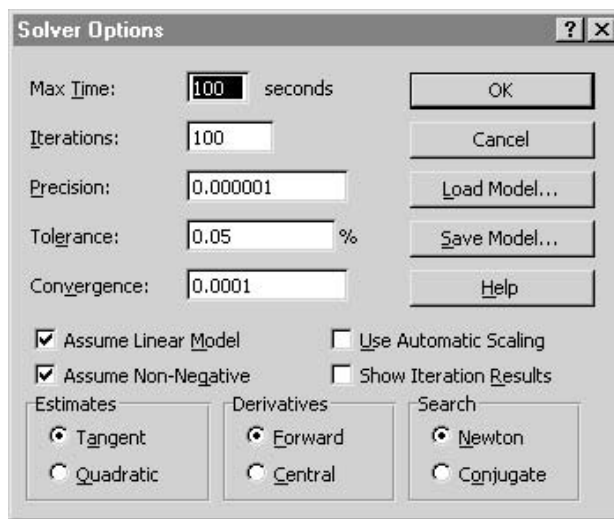 Solver Options
Max Time: 100 seconds OK
Iterations: 100 Cancel
Precision: 0.000001 Load Model...
Tolerance: 0.05 % Save Model...
Convergence: 0.0001 Help
Assume Linear Model Use Automatic Scaling
Assume Non-Negative Show Iteration Results
Estimates Derivatives Search
Tangent Forward Newton
Quadratic Central Conjugate